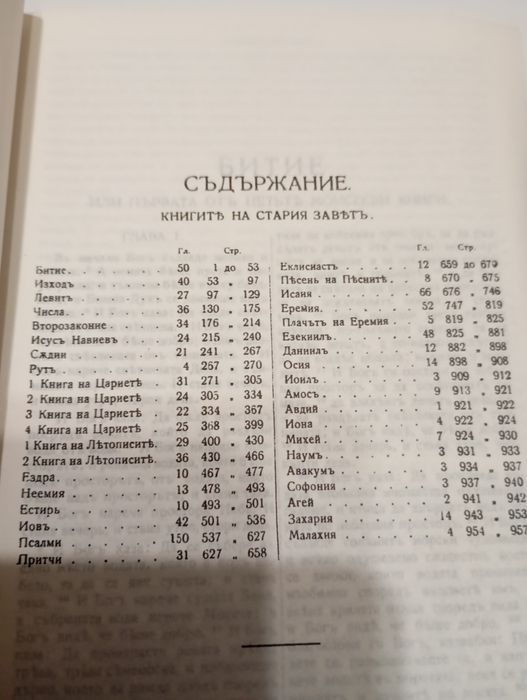 СЪДЪРЖАНИЕ.
КНИГИТѢ НА СТАРИЯ ЗАВѢТЪ.
Гл. Стр.
Битие . . . . . . 50 1 до 53
Изходъ . . . . . 40 53 „ 97
Левитъ . . . . . 27 97 „ 129
Числа . . . . . . 36 130 „ 175
Второзаконие . . . . 34 176 „ 214
Исусъ Навиевъ . . . 24 215 „ 240
Сѫдии . . . . . . 21 241 „ 267
Рутъ . . . . . . 4 267 „ 270
1 Книга на Царетѣ . 31 271 „ 305
2 Книга на Царетѣ . 24 305 „ 334
3 Книга на Царетѣ . 22 334 „ 367
4 Книга на Царетѣ . 25 368 „ 399
1 Книга на Лѣтописитѣ. 29 400 „ 430
2 Книга на Лѣтописитѣ. 36 430 „ 466
Ездра . . . . . . 10 467 „ 477
Неемия . . . . . 13 478 „ 493
Естирь . . . . . 10 493 „ 501
Иовъ . . . . . . 42 501 „ 536
Псалми . . . . . 150 537 „ 627
Притчи . . . . . 31 627 „ 658
Гл. Стр.
Еклисиастъ . . . . . 12 659 до 670
Пѣсень на Пѣснитѣ . . 8 670 „ 675
Исаия . . . . . . 66 676 „ 746
Еремия . . . . . . 52 747 „ 819
Плачътъ на Еремия . . 5 819 „ 825
Езекиилъ . . . . . 48 825 „ 881
Даниилъ . . . . . 12 882 „ 898
Осия . . . . . . 14 898 „ 908
Иоилъ . . . . . . 3 909 „ 912
Амосъ . . . . . . 9 913 „ 921
Авдий . . . . . . 1 921 „ 922
Иона . . . . . . 4 922 „ 924
Михей . . . . . . 7 924 „ 930
Наумъ . . . . . . 3 931 „ 933
Авакумъ . . . . . 3 934 „ 937
Софония . . . . . 3 937 „ 940
Агей . . . . . . 2 941 „ 942
Захария . . . . . 14 943 „ 953
Малахия . . . . . 4 954 „ 957